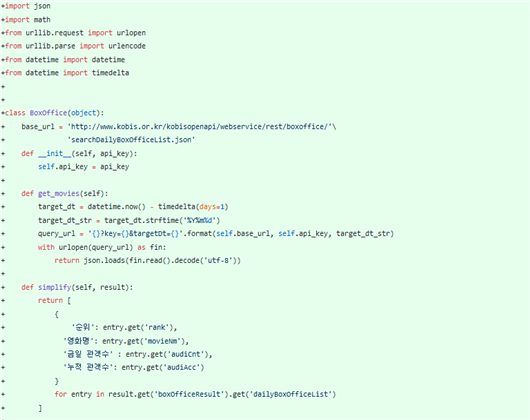 +import json
+import math
+from urllib.request import urlopen
+from urllib.parse import urlencode
+from datetime import datetime
+from datetime import timedelta
+
+
+class BoxOffice(object):
+    base_url = 'http://www.kobis.or.kr/kobisopenapi/webservice/rest/boxoffice/'\
+               'searchDailyBoxOfficeList.json'
+    def __init__(self, api_key):
+        self.api_key = api_key
+
+    def get_movies(self):
+        target_dt = datetime.now() - timedelta(days=1)
+        target_dt_str = target_dt.strftime('%Y%m%d')
+        query_url = '{}?key={}&targetDt={}'.format(self.base_url, self.api_key, target_dt_str)
+        with urlopen(query_url) as fin:
+            return json.loads(fin.read().decode('utf-8'))
+
+    def simplify(self, result):
+        return [
+            {
+                '순위': entry.get('rank'),
+              '영화명': entry.get('movieNm'),
+              '금일 관객수' : entry.get('audiCnt'),
+              '누적 관객수': entry.get('audiAcc')
+            }
+            for entry in result.get('boxOfficeResult').get('dailyBoxOfficeList')
+        ]